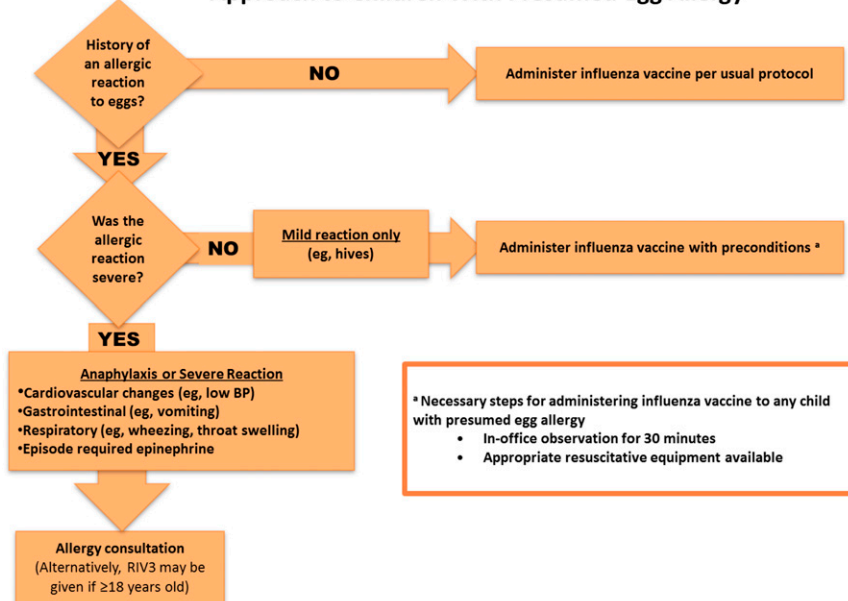 History of
an allergic
reaction
to eggs?
NO
Administer influenza vaccine per usual protocol
YES
Was the
allergic
reaction
severe?
NO
Mild reaction only
(eg, hives)
Administer influenza vaccine with preconditions ᵃ
YES
Anaphylaxis or Severe Reaction
•Cardiovascular changes (eg, low BP)
•Gastrointestinal (eg, vomiting)
•Respiratory (eg, wheezing, throat swelling)
•Episode required epinephrine
ᵃ Necessary steps for administering influenza vaccine to any child
with presumed egg allergy
• In-office observation for 30 minutes
• Appropriate resuscitative equipment available
Allergy consultation
(Alternatively, RIV3 may be
given if ≥18 years old)